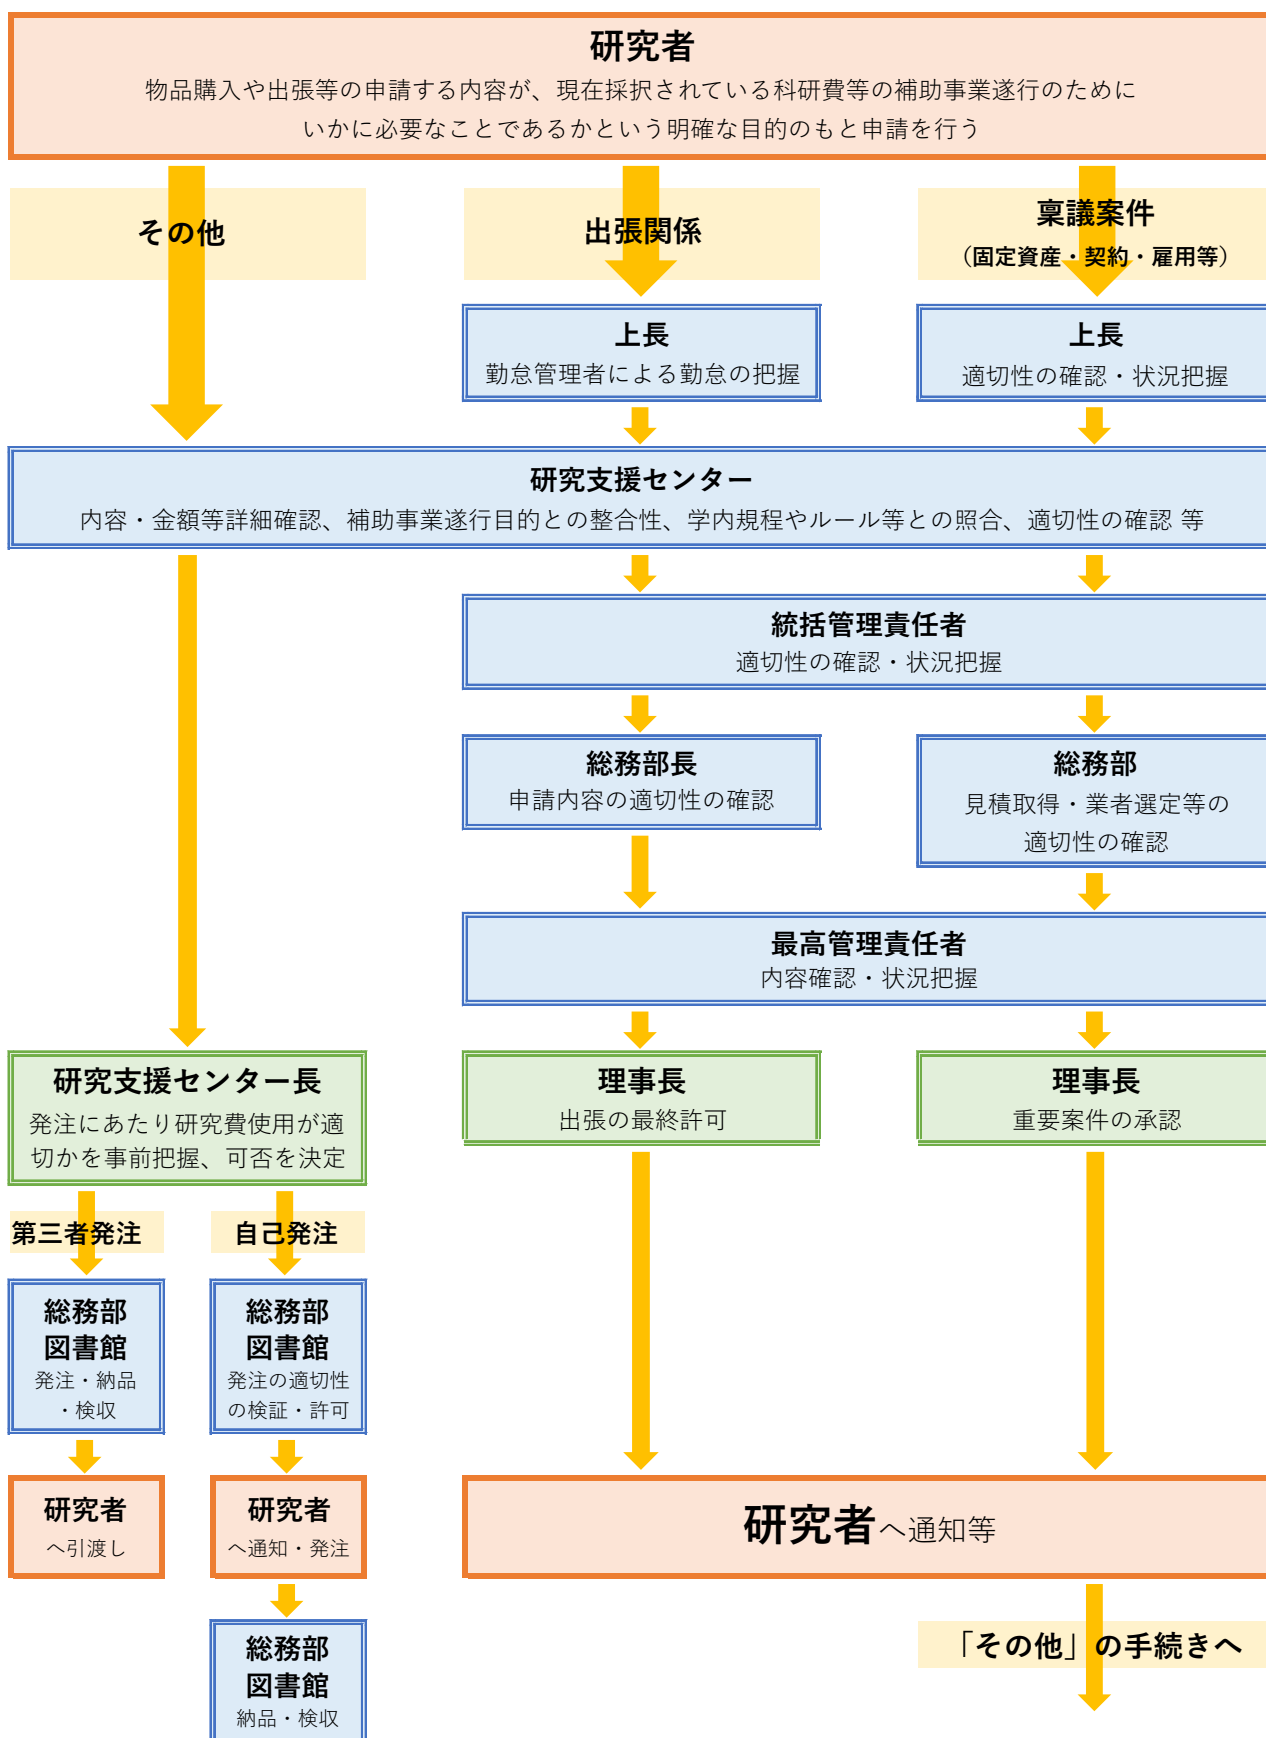 研究者
物品購入や出張等の申請する内容が、現在採択されている科研費等の補助事業遂行のために
いかに必要なことであるかという明確な目的のもと申請を行う
その他
出張関係
稟議案件
（固定資産・契約・雇用等）
上長
勤怠管理者による勤怠の把握
上長
適切性の確認・状況把握
研究支援センター
内容・金額等詳細確認、補助事業遂行目的との整合性、学内規程やルール等との照合、適切性の確認 等
統括管理責任者
適切性の確認・状況把握
総務部長
申請内容の適切性の確認
総務部
見積取得・業者選定等の
適切性の確認
最高管理責任者
内容確認・状況把握
研究支援センター長
発注にあたり研究費使用が適
切かを事前把握、可否を決定
理事長
出張の最終許可
理事長
重要案件の承認
第三者発注
自己発注
総務部
図書館
発注・納品
・検収
総務部
図書館
発注の適切性
の検証・許可
研究者
へ引渡し
研究者
へ通知・発注
研究者へ通知等
総務部
図書館
納品・検収
「その他」の手続きへ